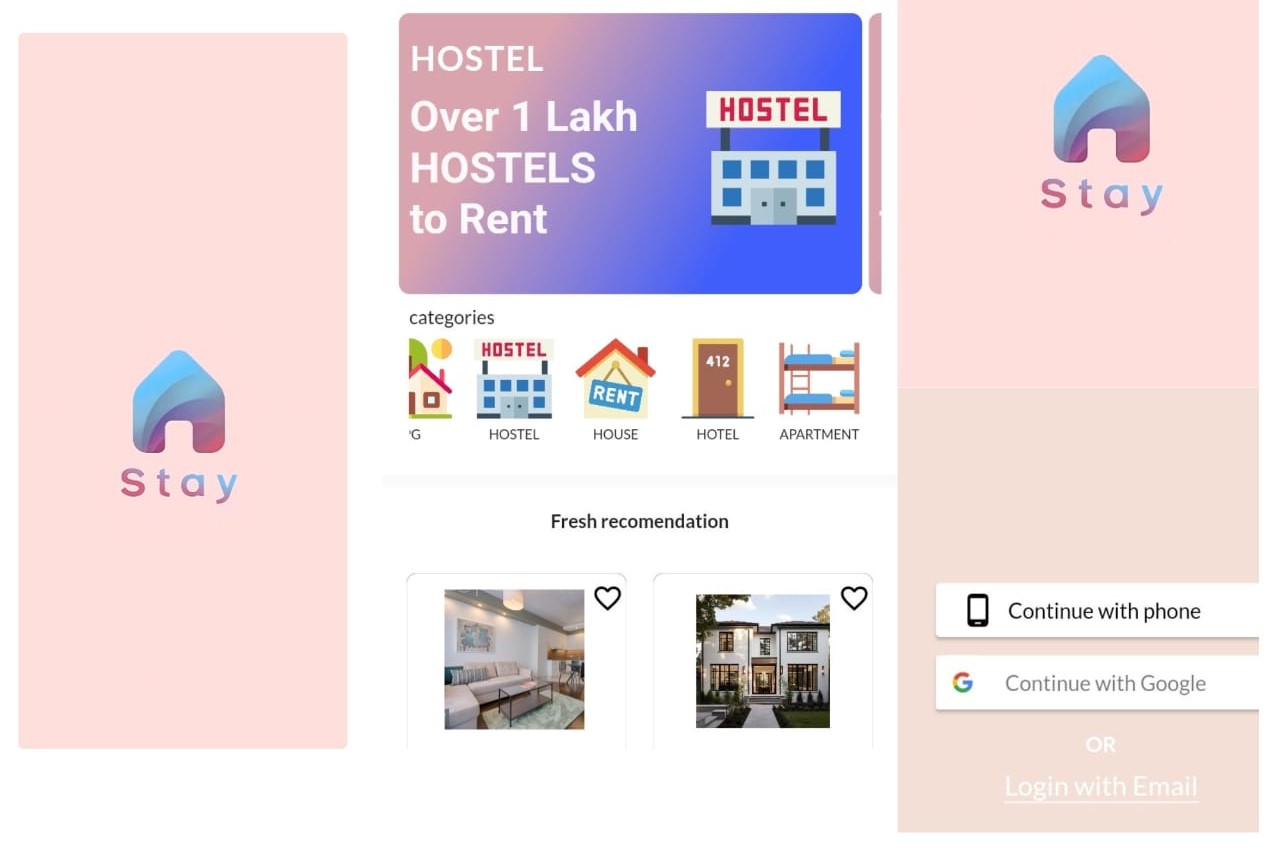 Stay
HOSTEL
Over 1 Lakh
HOSTELS
to Rent
HOSTEL
categories
HOSTEL
RENT
412
HOSTEL
HOUSE
HOTEL
APARTMENT
Fresh recomendation
Stay
Continue with phone
Continue with Google
OR
Login with Email